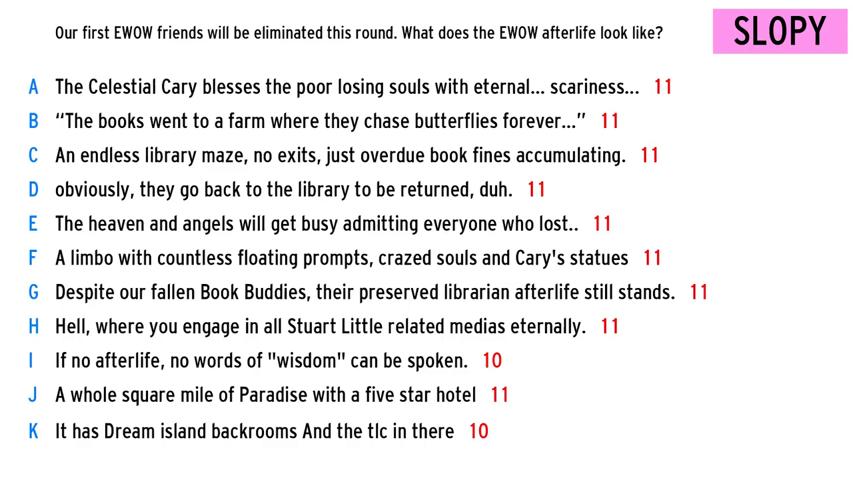 Our first EWOW friends will be eliminated this round. What does the EWOW afterlife look like?
SLOPY
A The Celestial Cary blesses the poor losing souls with eternal... scariness... 11
B “The books went to a farm where they chase butterflies forever...” 11
C An endless library maze, no exits, just overdue book fines accumulating. 11
D obviously, they go back to the library to be returned, duh. 11
E The heaven and angels will get busy admitting everyone who lost.. 11
F A limbo with countless floating prompts, crazed souls and Cary's statues 11
G Despite our fallen Book Buddies, their preserved librarian afterlife still stands. 11
H Hell, where you engage in all Stuart Little related medias eternally. 11
I If no afterlife, no words of "wisdom" can be spoken. 10
J A whole square mile of Paradise with a five star hotel 11
K It has Dream island backrooms And the tlc in there 10